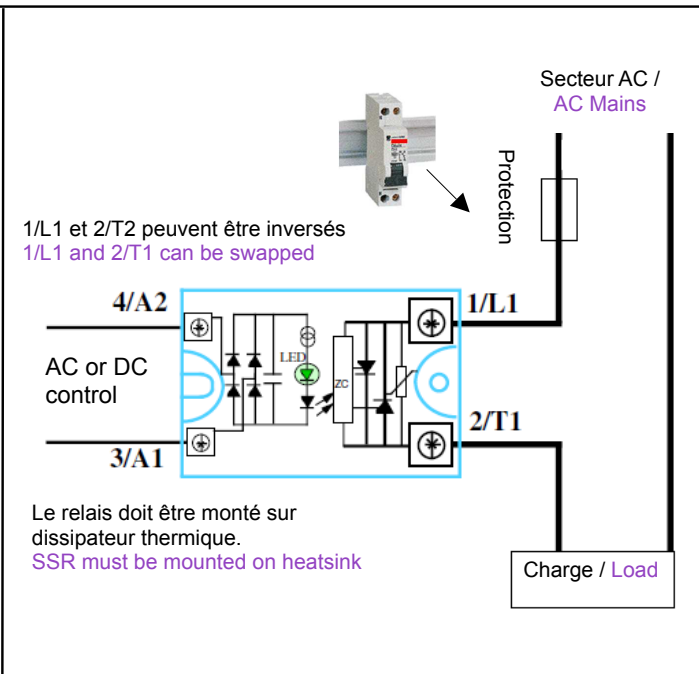 Secteur AC /
AC Mains
Protection
1/L1 et 2/T2 peuvent être inversés
1/L1 and 2/T1 can be swapped
4/A2
1/L1
LED
AC or DC
control
ZC
2/T1
3/A1
Le relais doit être monté sur
dissipateur thermique.
SSR must be mounted on heatsink
Charge / Load